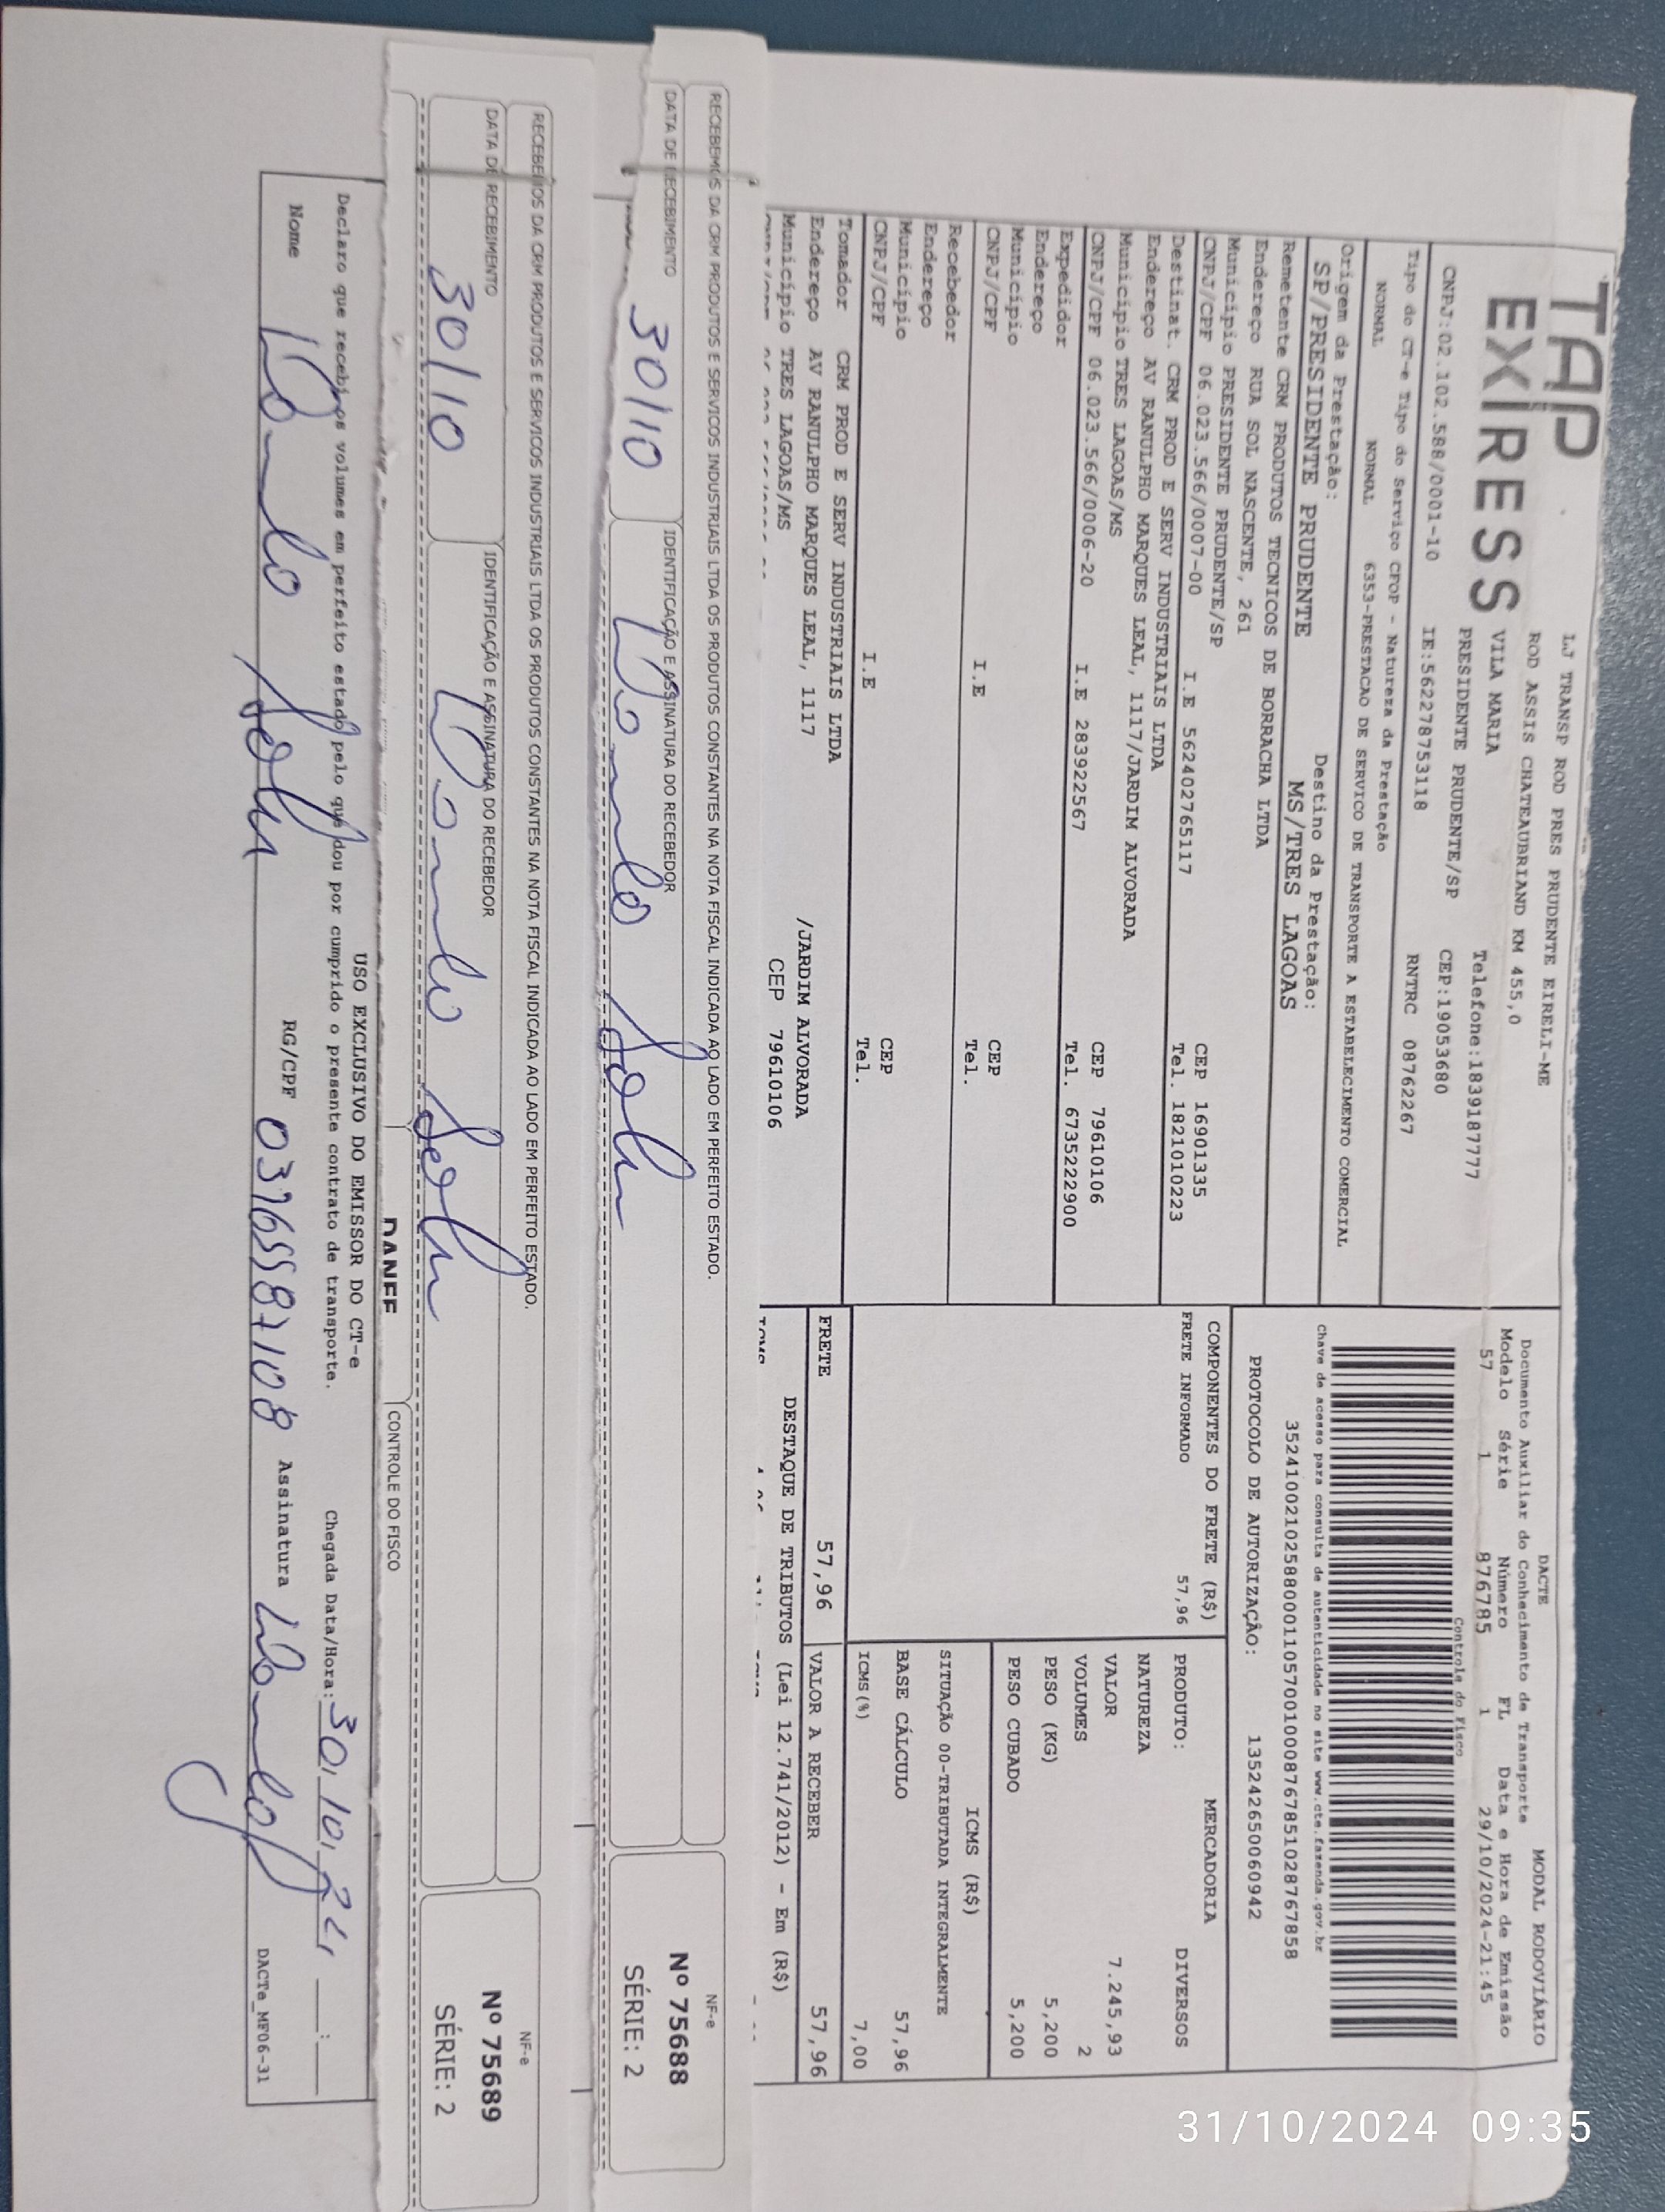 TAP
EXPRESS
LJ TRANSP ROD PRES PRUDENTE EIRELI-ME
ROD ASSIS CHATEAUBRIAND KM 455,0
VILA MARIA Telefone:1839187777
PRESIDENTE PRUDENTE/SP CEP:19053680
CNPJ:02.102.588/0001-10 IE:562278753118 RNTRC 08762267
Tipo do CT-e Tipo do Serviço CFOP - Natureza da Prestação
NORMAL NORMAL 6353-PRESTACAO DE SERVICO DE TRANSPORTE A ESTABELECIMENTO COMERCIAL
Origem da Prestação: Destino da Prestação:
SP/PRESIDENTE PRUDENTE MS/TRES LAGOAS
Remetente CRM PRODUTOS TECNICOS DE BORRACHA LTDA
Endereço RUA SOL NASCENTE, 261
Município PRESIDENTE PRUDENTE/SP CEP 16901335
CNPJ/CPF 06.023.566/0007-00 I.E 562402765117 Tel. 1821010223
Destinat. CRM PROD E SERV INDUSTRIAIS LTDA
Endereço AV RANULPHO MARQUES LEAL, 1117/JARDIM ALVORADA
Município TRES LAGOAS/MS CEP 79610106
CNPJ/CPF 06.023.566/0006-20 I.E 283922567 Tel. 6735222900
Expedidor
Endereço
Município CEP
CNPJ/CPF I.E Tel.
Recebedor
Endereço
Município CEP
CNPJ/CPF I.E Tel.
Tomador CRM PROD E SERV INDUSTRIAIS LTDA
Endereço AV RANULPHO MARQUES LEAL, 1117 /JARDIM ALVORADA
Município TRES LAGOAS/MS CEP 79610106
DACTE MODAL RODOVIÁRIO
Documento Auxiliar do Conhecimento de Transporte
Modelo Série Número FL Data e Hora de Emissão
57 1 876785 1 29/10/2024-21:45
Controle do Fisco
Chave de acesso para consulta de autenticidade no site www.cte.fazenda.gov.br
35241002102588000110570010008767851028767858
PROTOCOLO DE AUTORIZAÇÃO: 135242650060942
COMPONENTES DO FRETE (R$)
FRETE INFORMADO 57,96
MERCADORIA
PRODUTO: DIVERSOS
NATUREZA
VALOR 7.245,93
VOLUMES 2
PESO (KG) 5,200
PESO CUBADO 5,200
ICMS (R$)
SITUAÇÃO 00-TRIBUTADA INTEGRALMENTE
BASE CÁLCULO 57,96
ICMS(%) 7,00
FRETE 57,96 VALOR A RECEBER 57,96
DESTAQUE DE TRIBUTOS (Lei 12.741/2012) - Em (R$)
RECEBEMOS DA CRM PRODUTOS E SERVICOS INDUSTRIAIS LTDA OS PRODUTOS CONSTANTES NA NOTA FISCAL INDICADA AO LADO EM PERFEITO ESTADO.
DATA DE RECEBIMENTO IDENTIFICAÇÃO E ASSINATURA DO RECEBEDOR
30/10
NF-e
Nº 75688
SÉRIE: 2
RECEBEMOS DA CRM PRODUTOS E SERVICOS INDUSTRIAIS LTDA OS PRODUTOS CONSTANTES NA NOTA FISCAL INDICADA AO LADO EM PERFEITO ESTADO.
DATA DE RECEBIMENTO IDENTIFICAÇÃO E ASSINATURA DO RECEBEDOR
30/10
NF-e
Nº 75689
SÉRIE: 2
DANFE CONTROLE DO FISCO
USO EXCLUSIVO DO EMISSOR DO CT-e
Declaro que recebi os volumes em perfeito estado pelo que dou por cumprido o presente contrato de transporte. Chegada Data/Hora: 30/10/24
Nome RG/CPF 03765587108 Assinatura
DACTe_MF06-31
31/10/2024 09:35